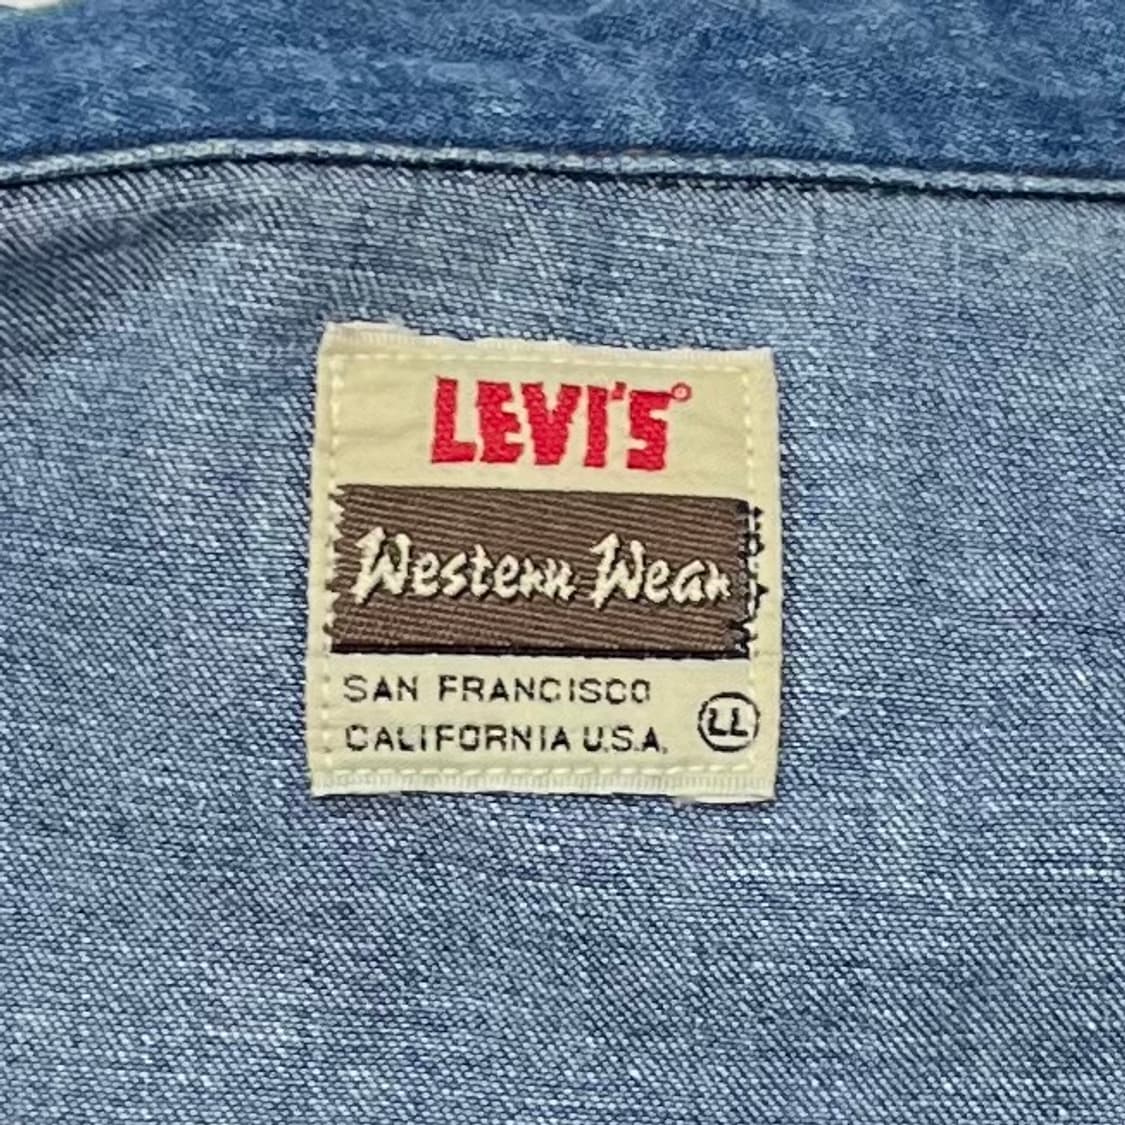 LEVI'S®
Western Wear
SAN FRANCISCO
CALIFORNIA U.S.A.
LL